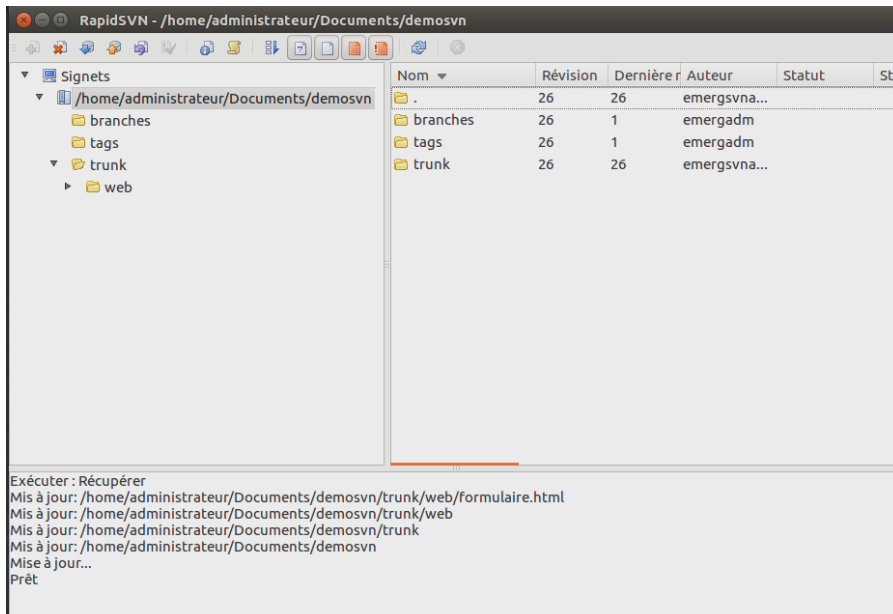 RapidSVN - /home/administrateur/Documents/demosvn
Signets
/home/administrateur/Documents/demosvn
branches
tags
trunk
web
Nom Révision Dernière r Auteur Statut St
. 26 26 emergsvna...
branches 26 1 emergadm
tags 26 1 emergadm
trunk 26 26 emergsvna...
Exécuter : Récupérer
Mis à jour: /home/administrateur/Documents/demosvn/trunk/web/formulaire.html
Mis à jour: /home/administrateur/Documents/demosvn/trunk/web
Mis à jour: /home/administrateur/Documents/demosvn/trunk
Mis à jour: /home/administrateur/Documents/demosvn
Mise à jour...
Prêt